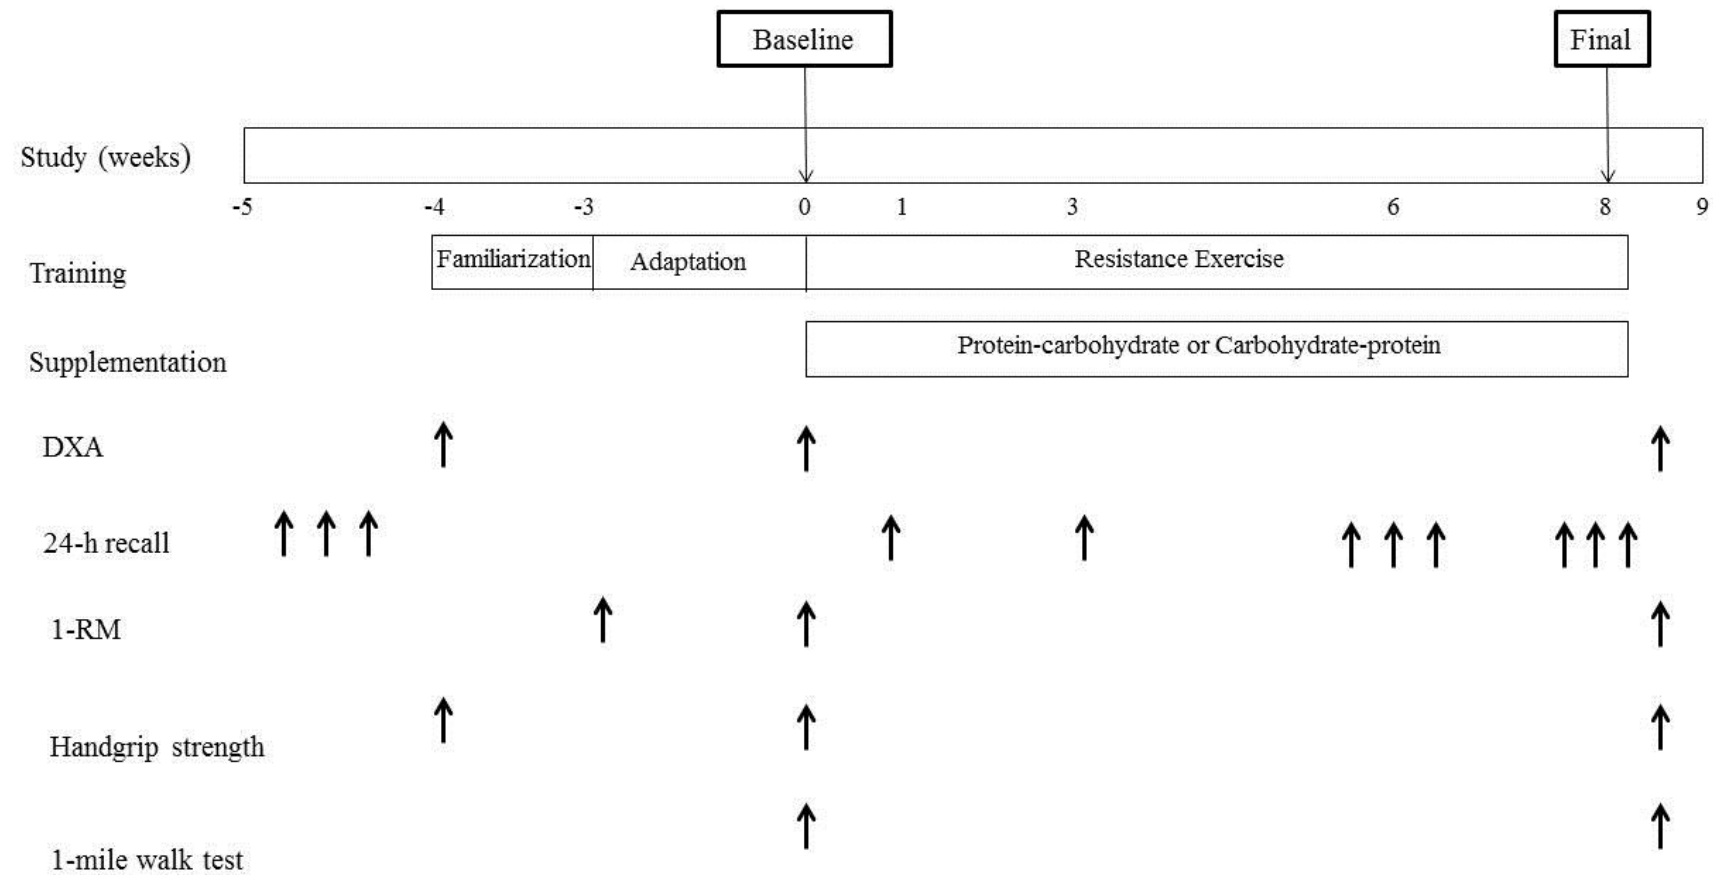 Baseline
Final
Study (weeks)
-5 -4 -3 0 1 3 6 8 9
Training
Familiarization
Adaptation
Resistance Exercise
Supplementation
Protein-carbohydrate or Carbohydrate-protein
DXA
24-h recall
1-RM
Handgrip strength
1-mile walk test